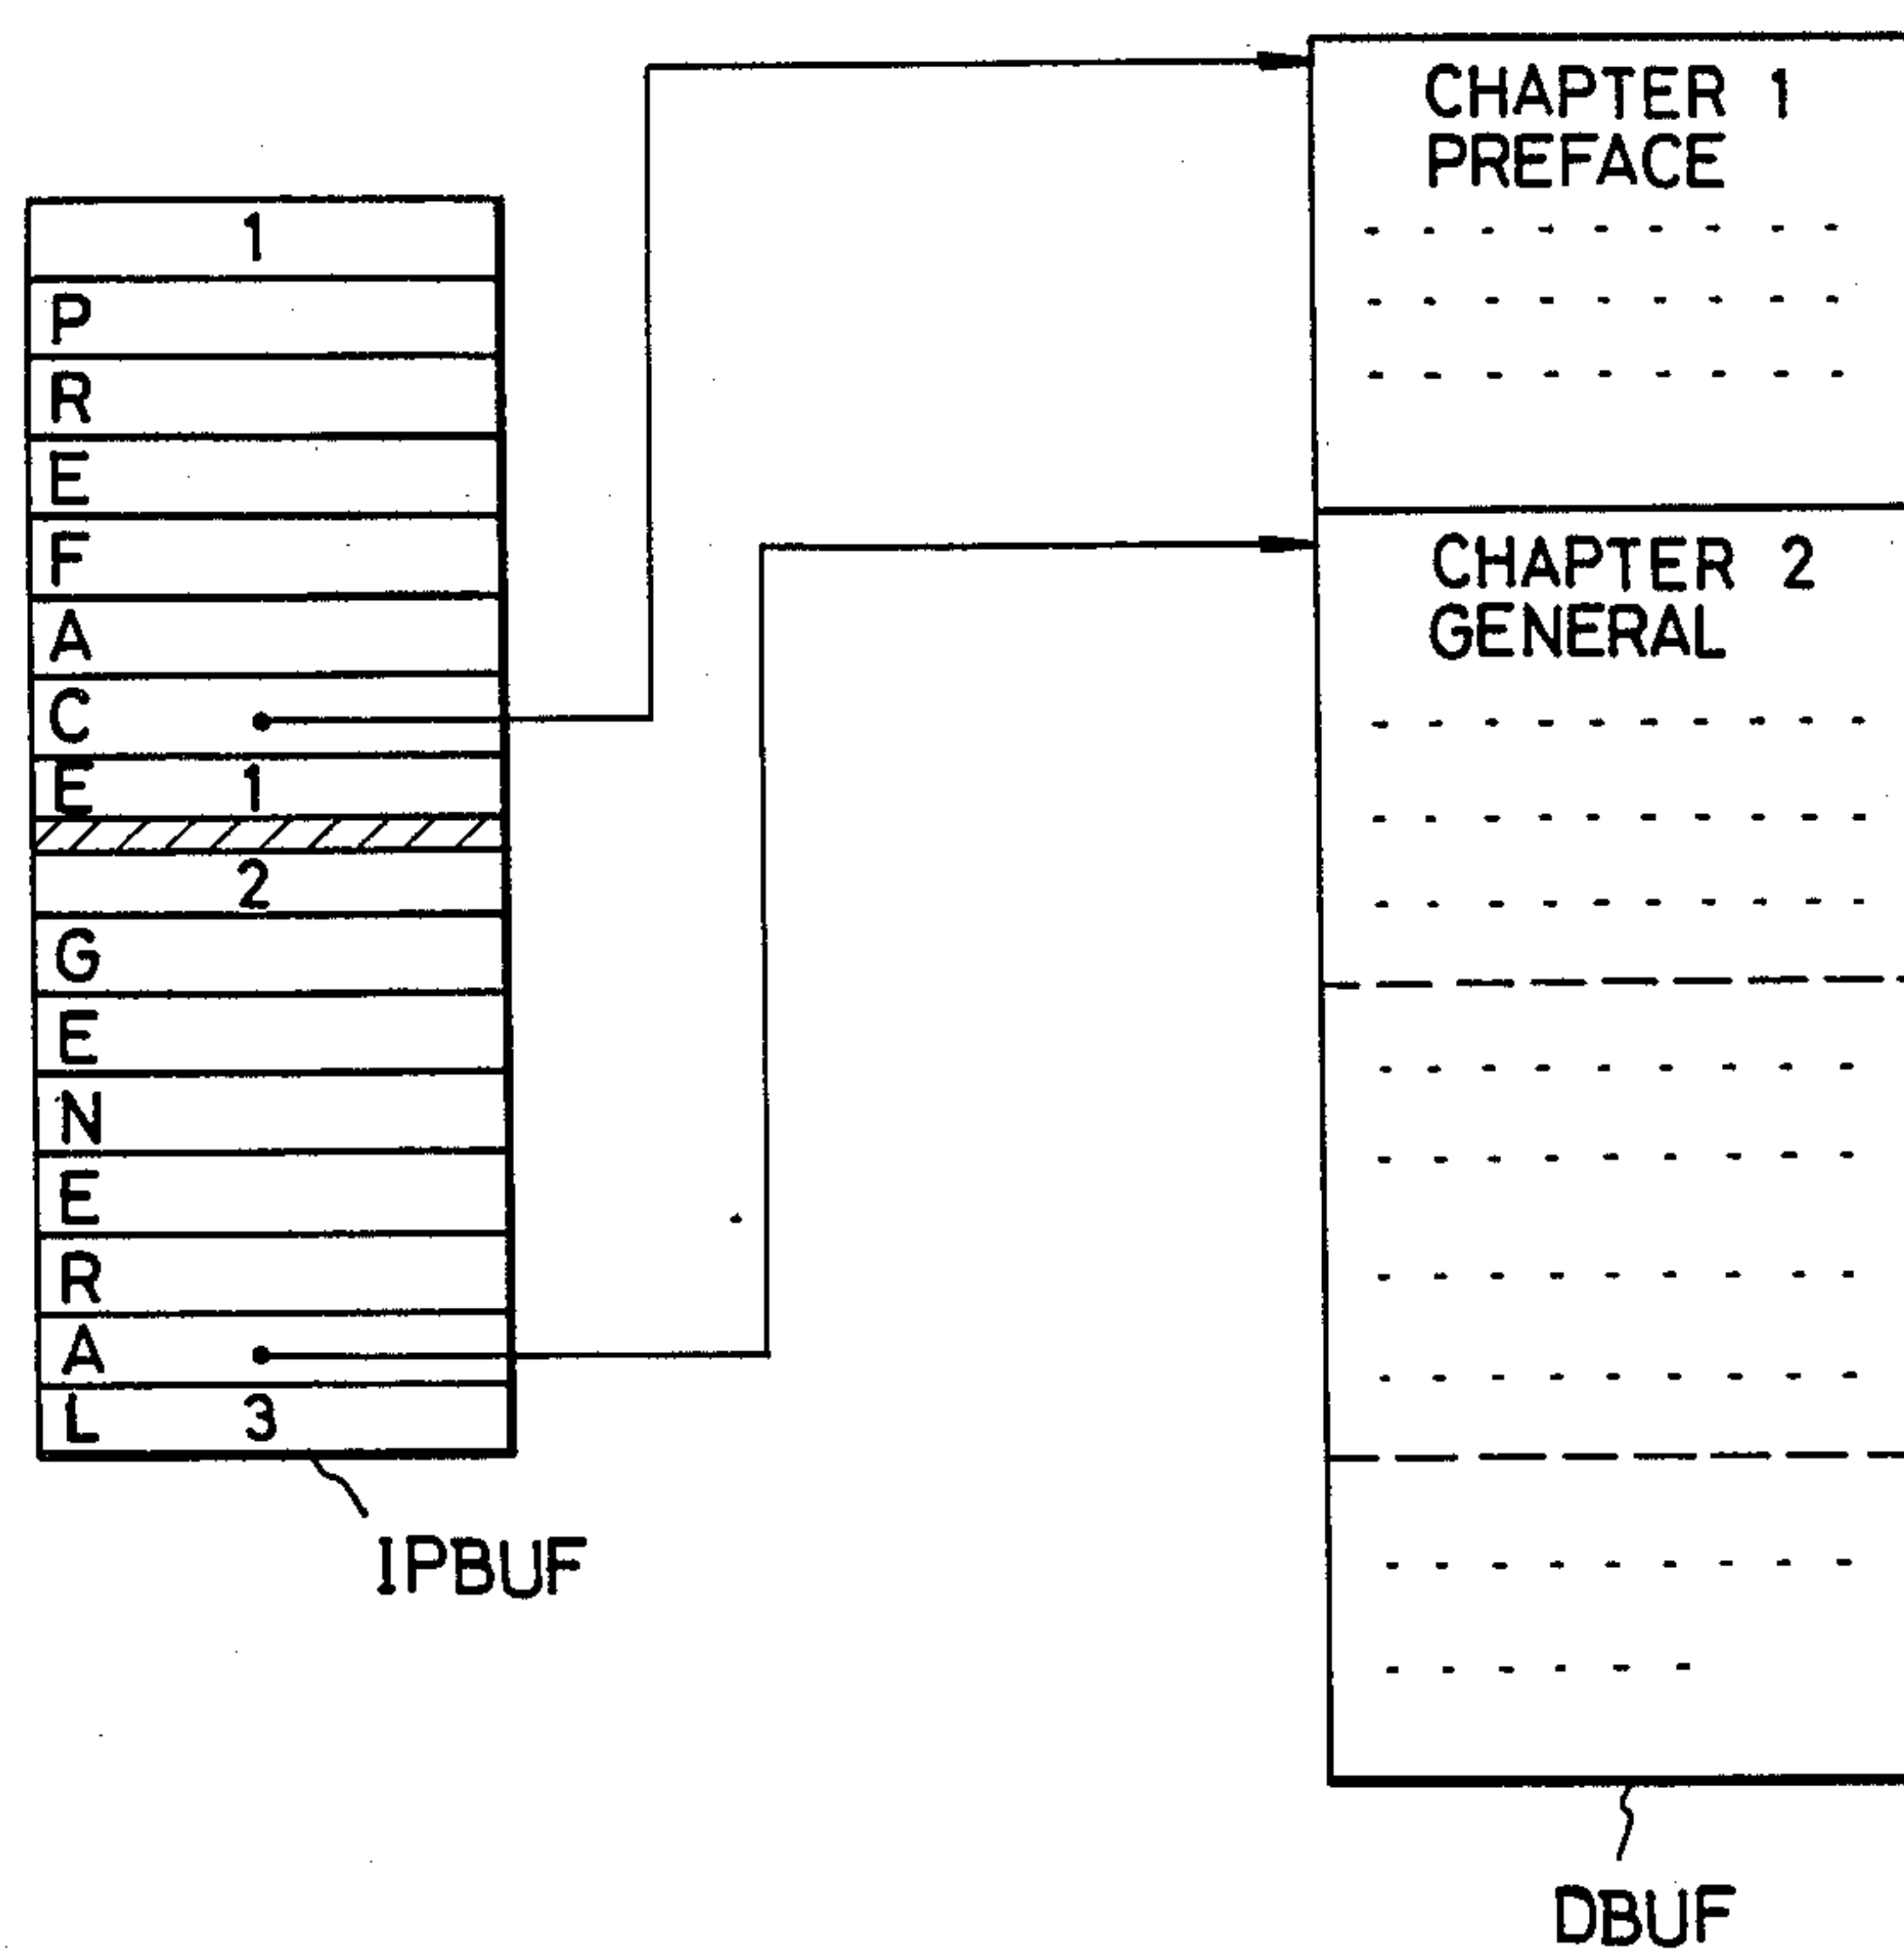 1
P
R
E
F
A
C
E 1
2
G
E
N
E
R
A
L 3
IPBUF
CHAPTER 1
PREFACE
CHAPTER 2
GENERAL
DBUF